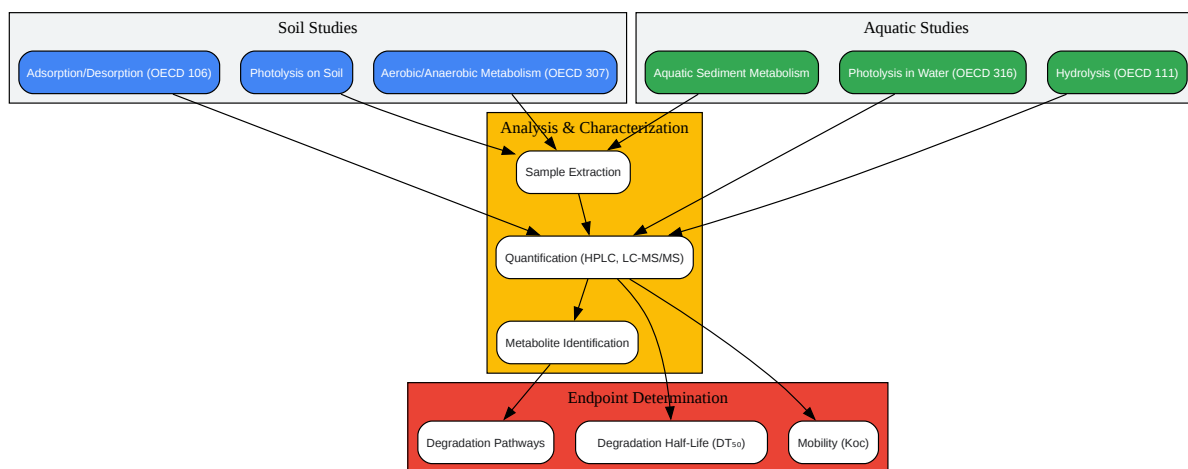 Soil Studies
Aquatic Studies
Adsorption/Desorption (OECD 106)
Photolysis on Soil
Aerobic/Anaerobic Metabolism (OECD 307)
Aquatic Sediment Metabolism
Photolysis in Water (OECD 316)
Hydrolysis (OECD 111)
Analysis & Characterization
Sample Extraction
Quantification (HPLC, LC-MS/MS)
Metabolite Identification
Endpoint Determination
Degradation Pathways
Degradation Half-Life (DT₅₀)
Mobility (Koc)